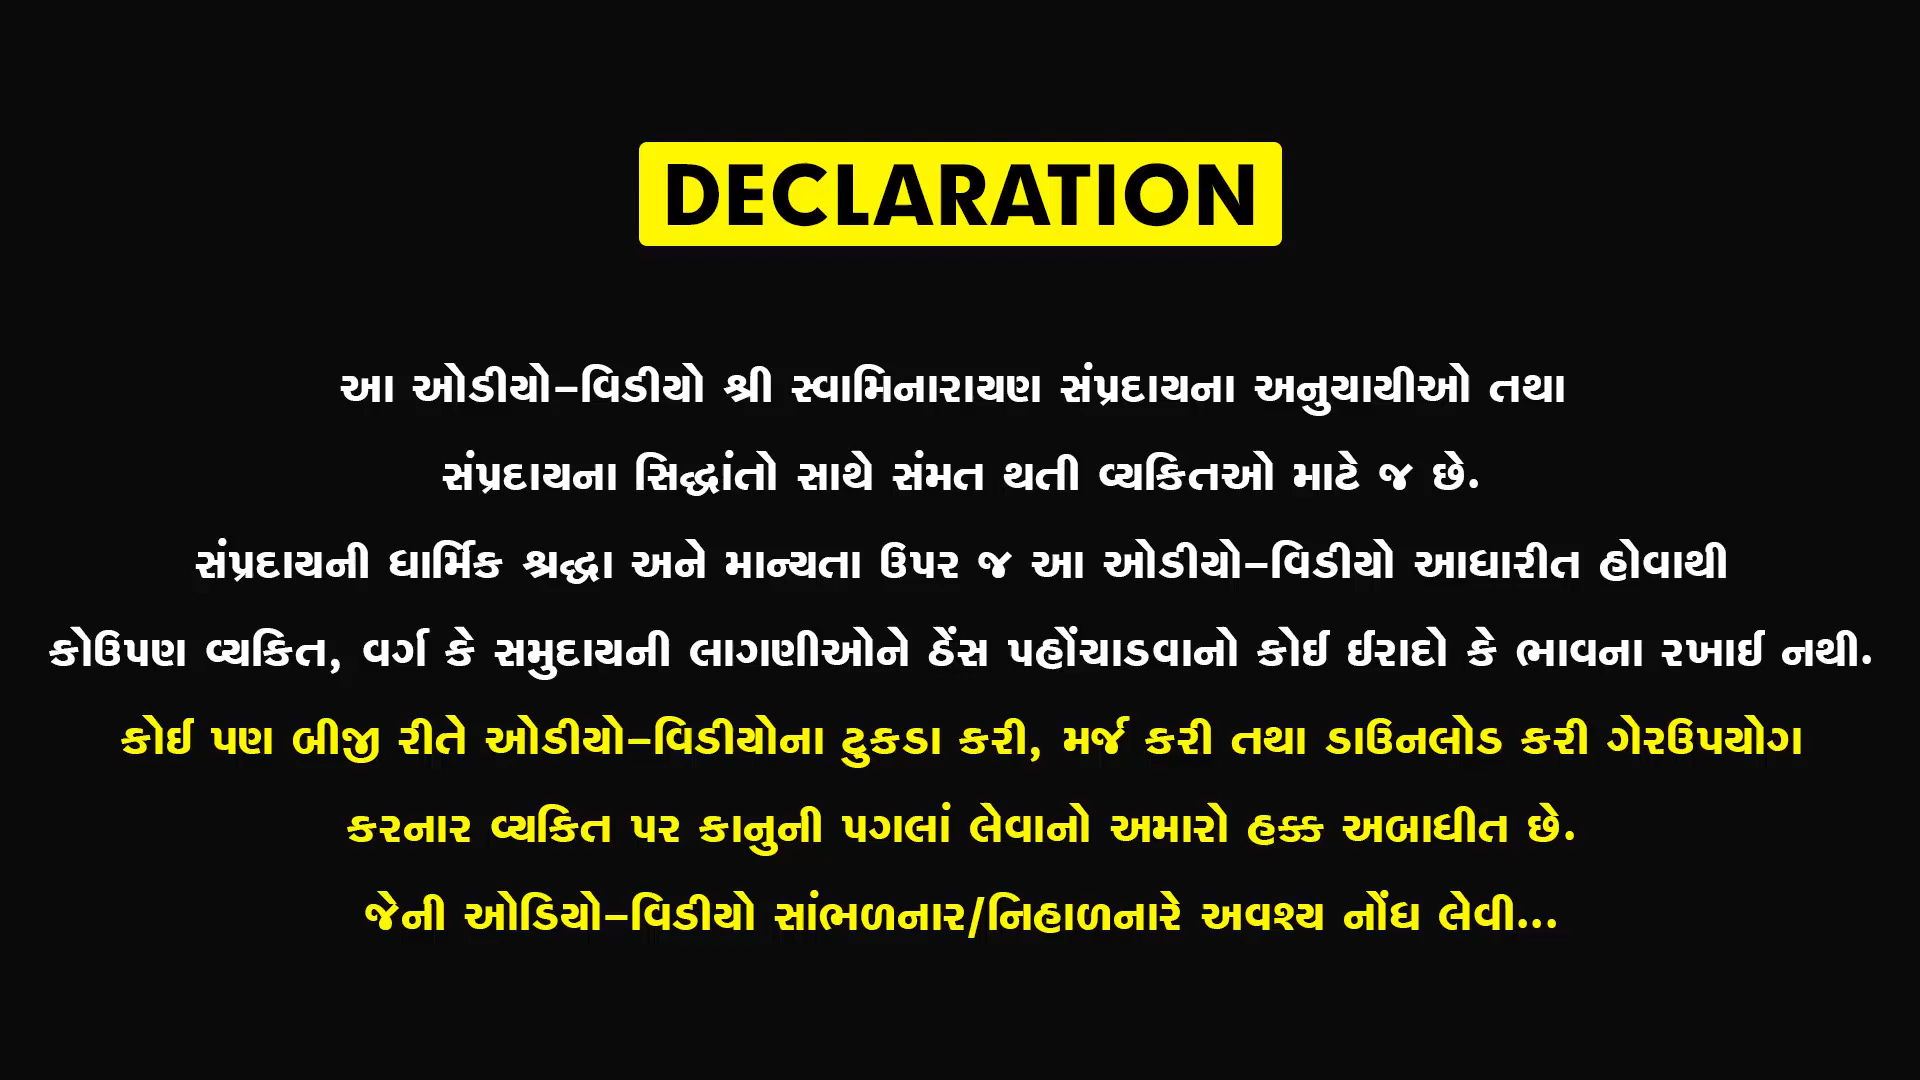 DECLARATION
આ ઓડીયો-વિડીયો શ્રી સ્વામિનારાયણ સંપ્રદાયના અનુયાયીઓ તથા
સંપ્રદાયના સિદ્ધાંતો સાથે સંમત થતી વ્યકિતઓ માટે જ છે.
સંપ્રદાયની ધાર્મિક શ્રદ્ધા અને માન્યતા ઉપર જ આ ઓડીયો-વિડીયો આધારીત હોવાથી
કોઉપણ વ્યકિત, વર્ગ કે સમુદાયની લાગણીઓને ઠેંસ પહોંચાડવાનો કોઈ ઈરાદો કે ભાવના રખાઈ નથી.
કોઈ પણ બીજી રીતે ઓડીયો-વિડીયોના ટુકડા કરી, મર્જ કરી તથા ડાઉનલોડ કરી ગેરઉપયોગ
કરનાર વ્યકિત પર કાનુની પગલાં લેવાનો અમારો હક્ક અબાધીત છે.
જેની ઓડિયો-વિડીયો સાંભળનાર/નિહાળનારે અવશ્ય નોંધ લેવી...